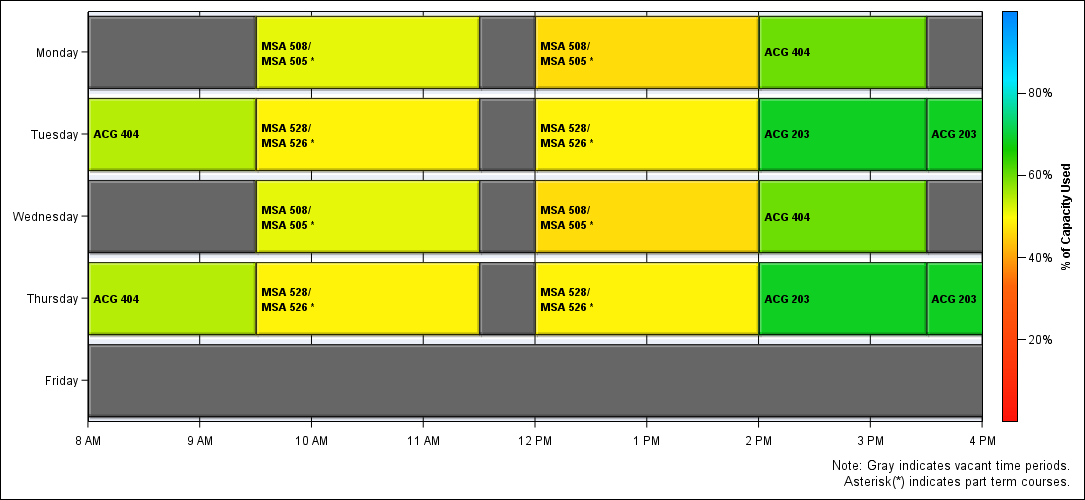 Monday
MSA 508/
MSA 505 *
MSA 508/
MSA 505 *
ACG 404
Tuesday
ACG 404
MSA 528/
MSA 526 *
MSA 528/
MSA 526 *
ACG 203
ACG 203
Wednesday
MSA 508/
MSA 505 *
MSA 508/
MSA 505 *
ACG 404
Thursday
ACG 404
MSA 528/
MSA 526 *
MSA 528/
MSA 526 *
ACG 203
ACG 203
Friday
8 AM
9 AM
10 AM
11 AM
12 PM
1 PM
2 PM
3 PM
4 PM
80%
60%
40%
20%
% of Capacity Used
Note: Gray indicates vacant time periods.
Asterisk(*) indicates part term courses.